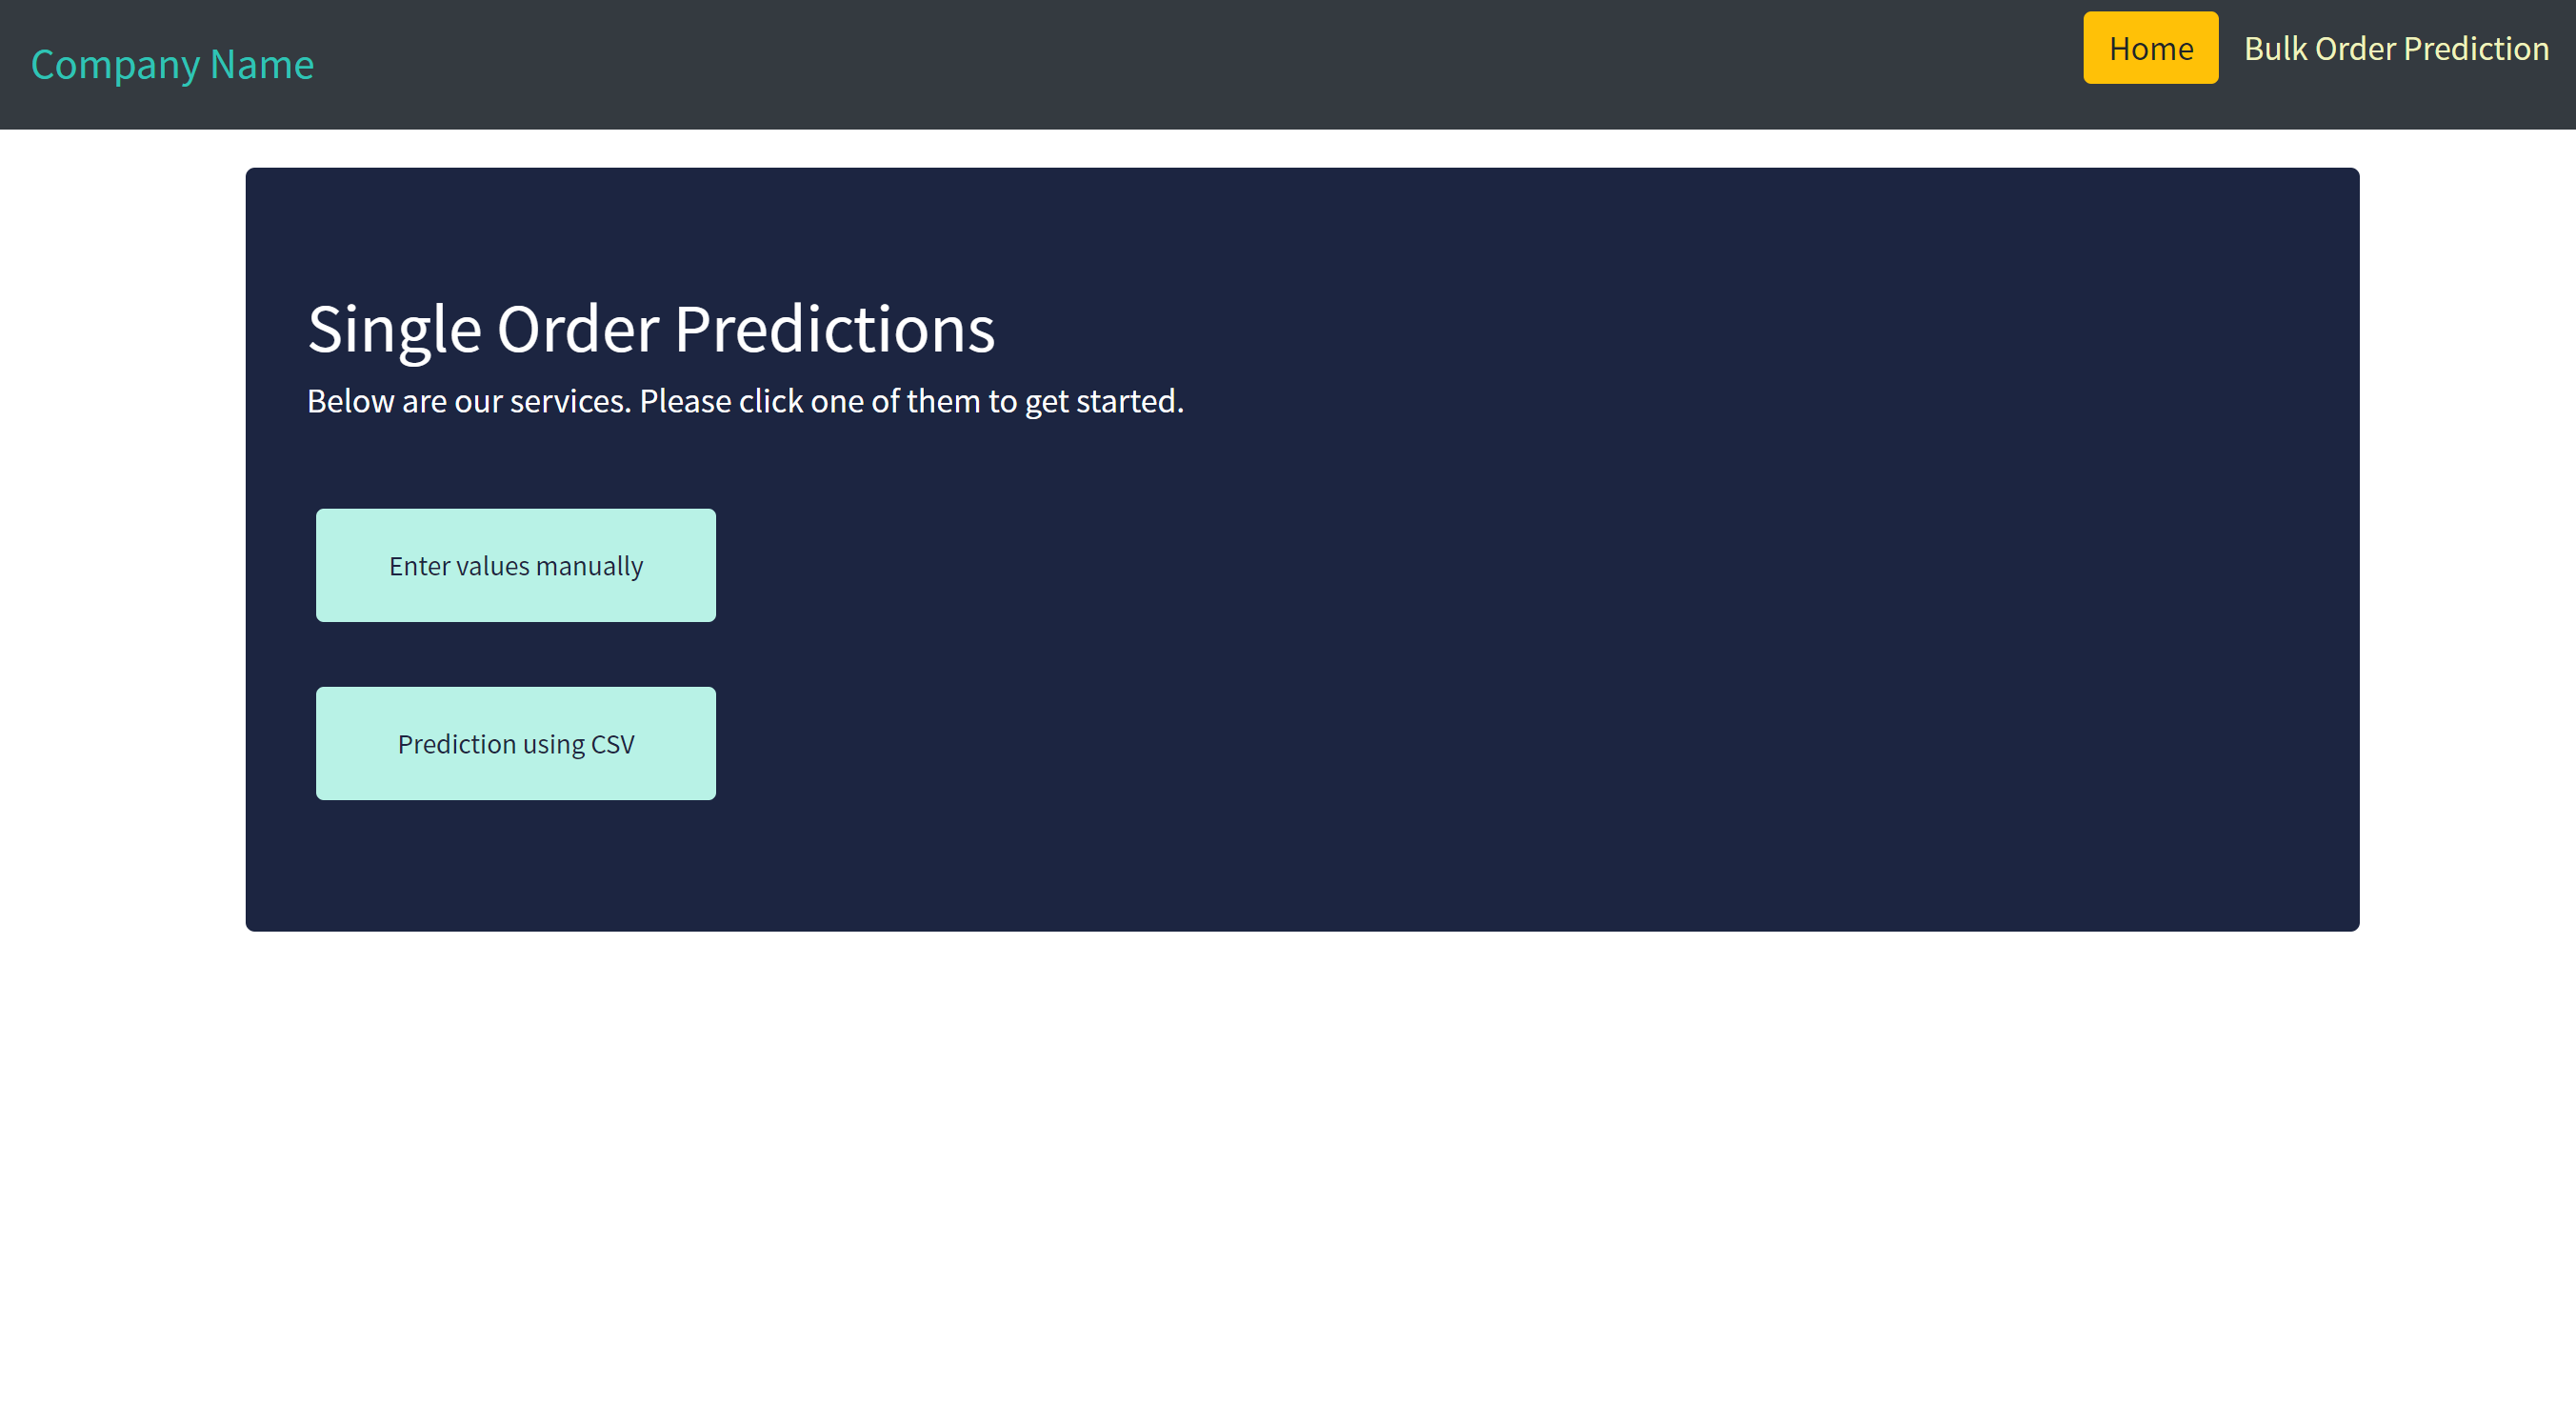 Company Name
Home
Bulk Order Prediction
Single Order Predictions
Below are our services. Please click one of them to get started.
Enter values manually
Prediction using CSV